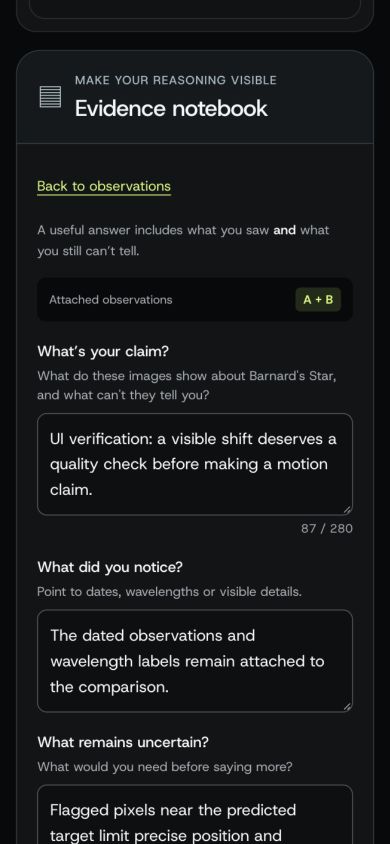 MAKE YOUR REASONING VISIBLE
Evidence notebook
Back to observations
A useful answer includes what you saw and what
you still can't tell.
Attached observations
A + B
What's your claim?
What do these images show about Barnard's Star,
and what can't they tell you?
UI verification: a visible shift deserves a
quality check before making a motion
claim.
87 / 280
What did you notice?
Point to dates, wavelengths or visible details.
The dated observations and
wavelength labels remain attached to
the comparison.
What remains uncertain?
What would you need before saying more?
Flagged pixels near the predicted
target limit precise position and